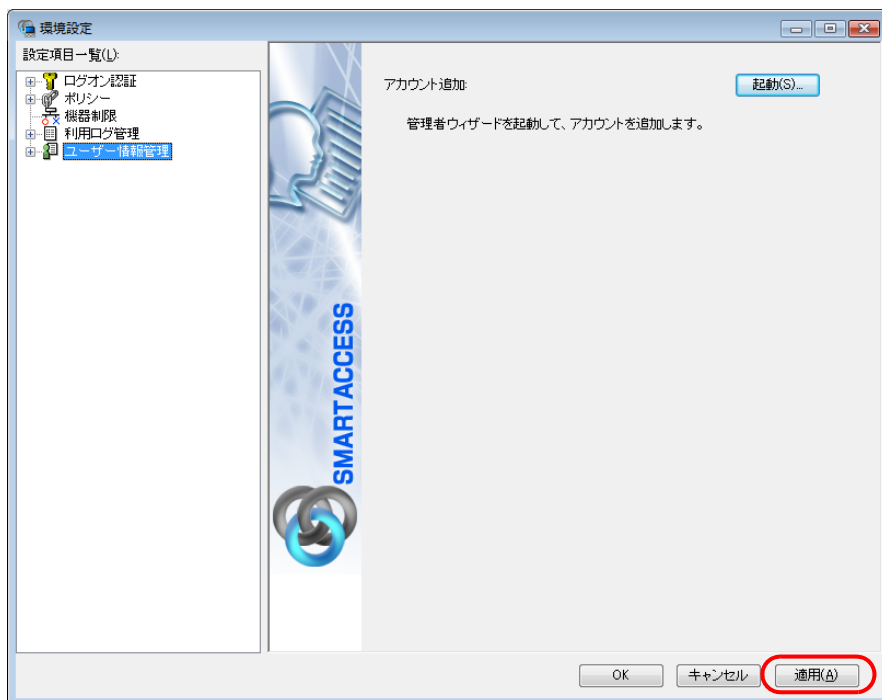 環境設定
設定項目一覧(L):
ログオン認証
ポリシー
機器制限
利用ログ管理
ユーザー情報管理
アカウント追加:
起動(S)...
管理者ウィザードを起動して、アカウントを追加します。
SMARTACCESS
OK
キャンセル
適用(A)